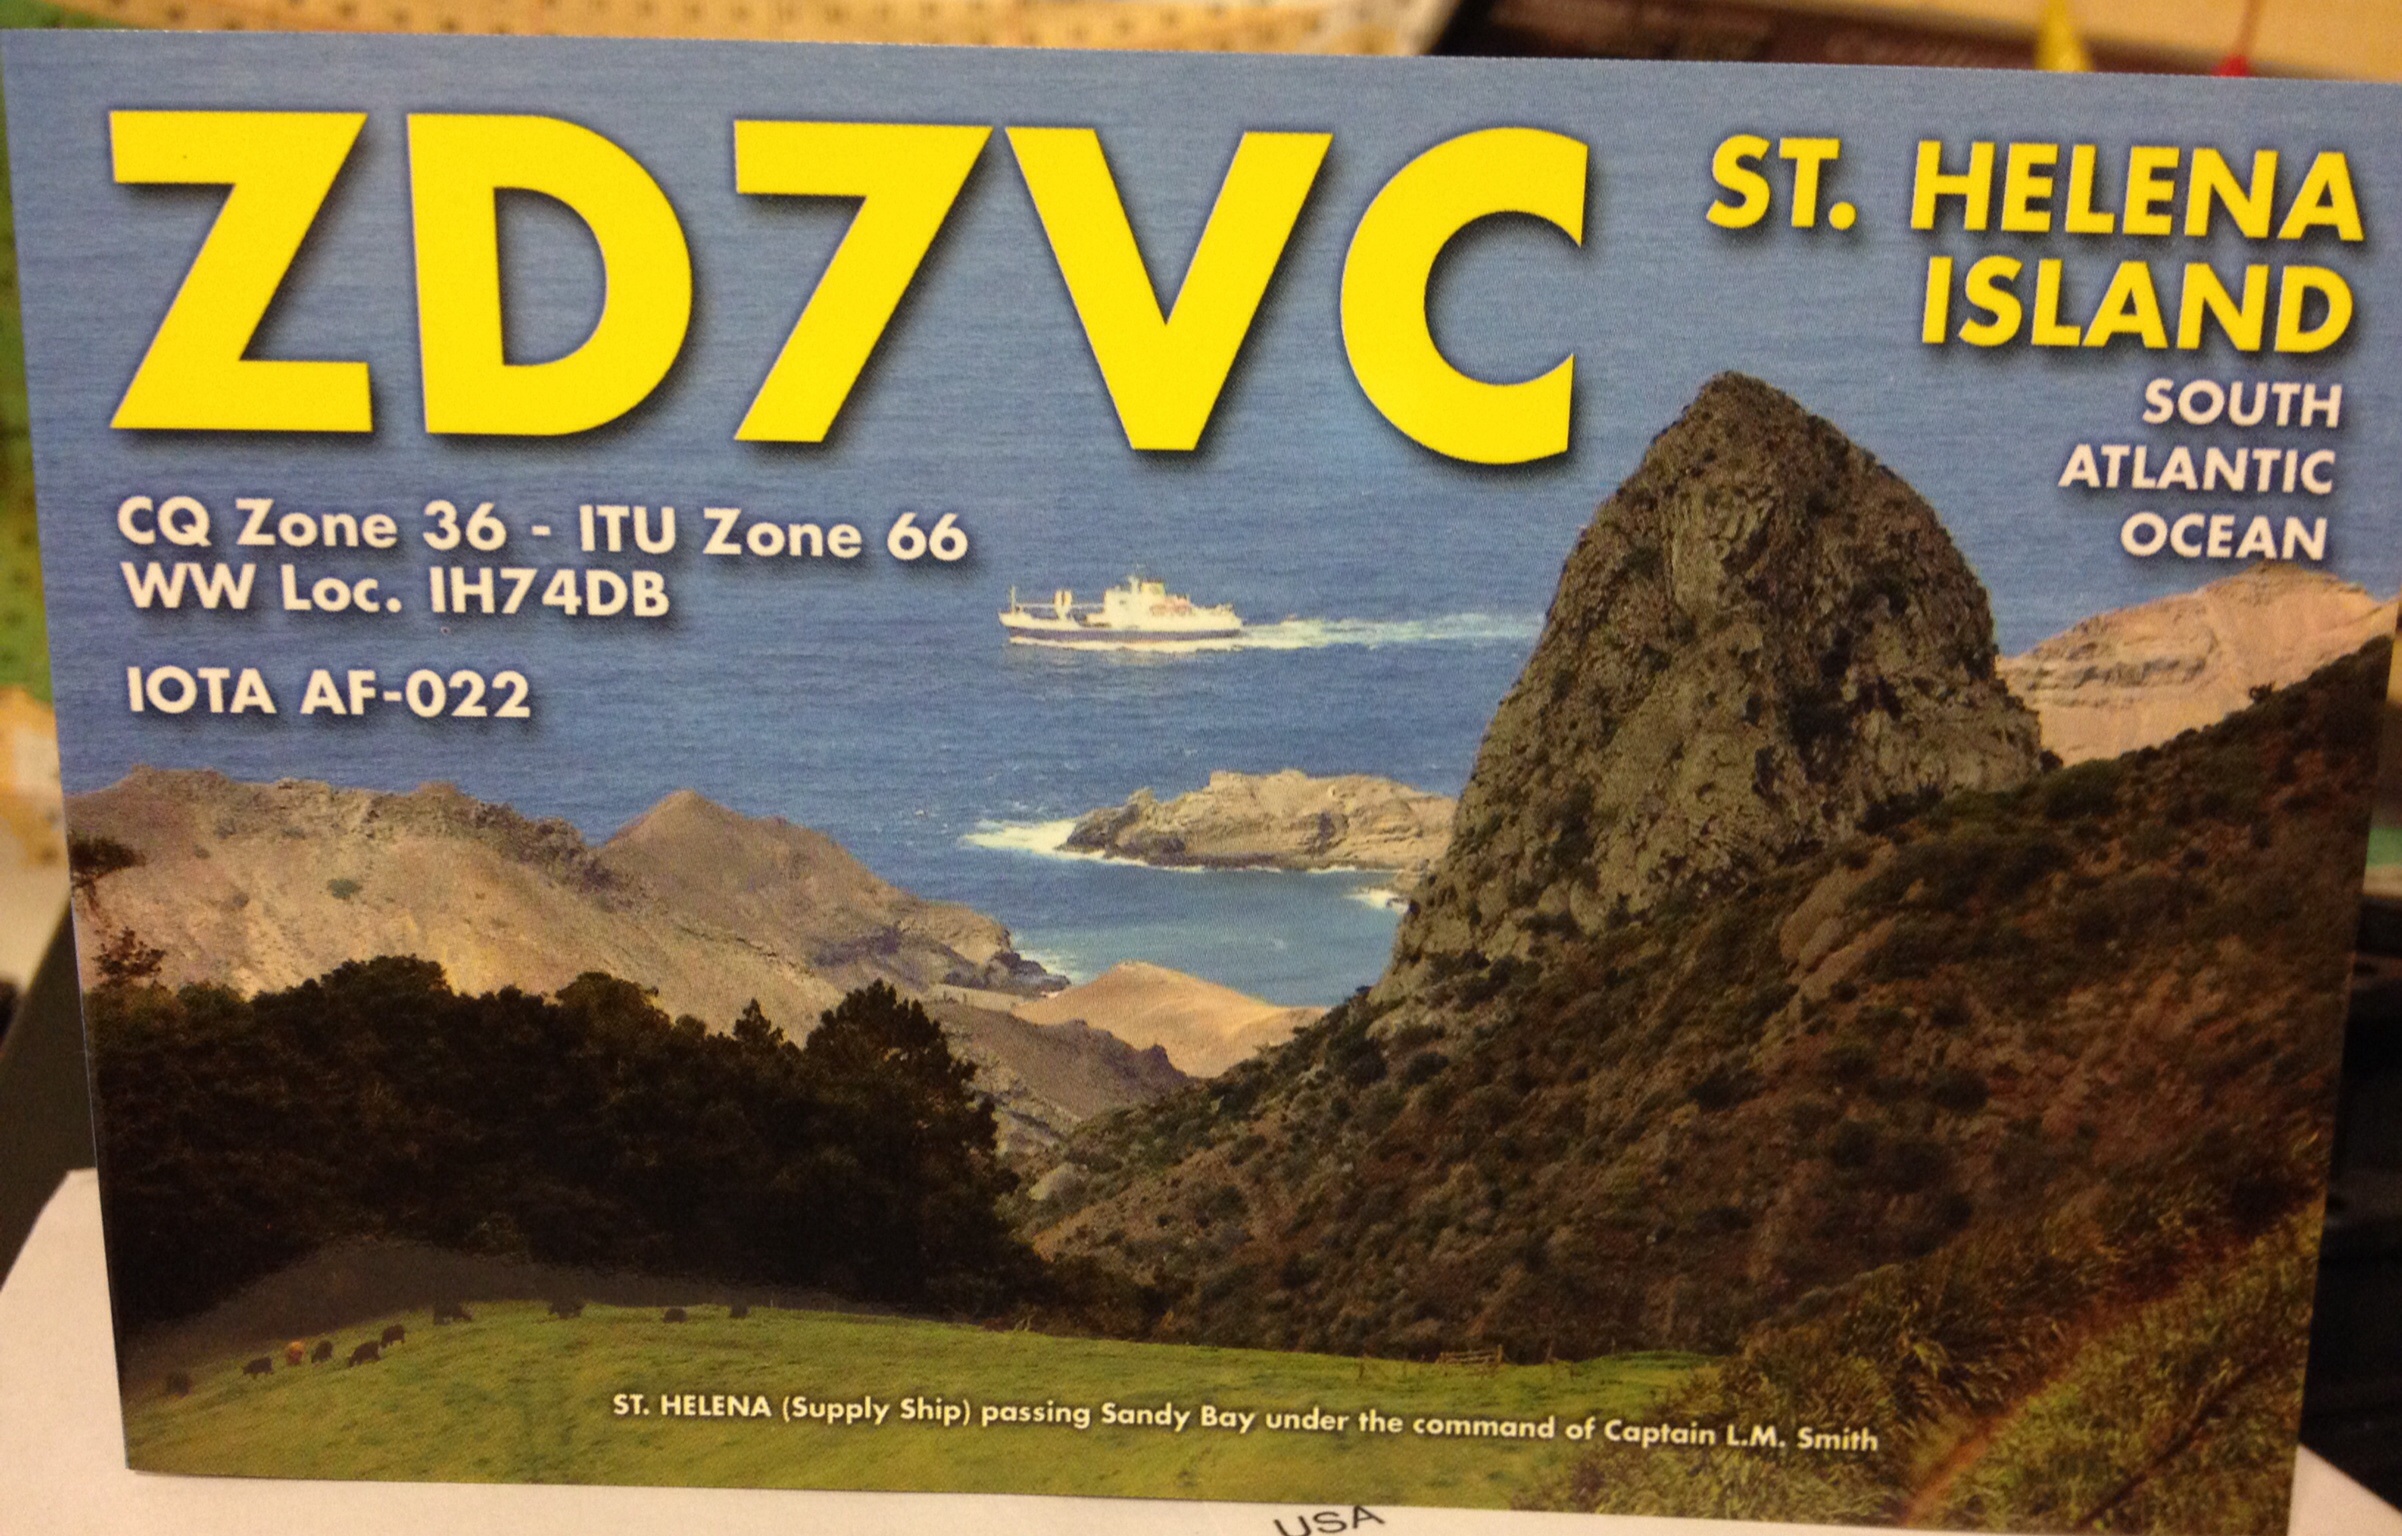 ZD7VC
ST. HELENA
ISLAND
SOUTH
ATLANTIC
OCEAN
CQ Zone 36 - ITU Zone 66
WW Loc. IH74DB
IOTA AF-022
ST. HELENA (Supply Ship) passing Sandy Bay under the command of Captain L.M. Smith
USA